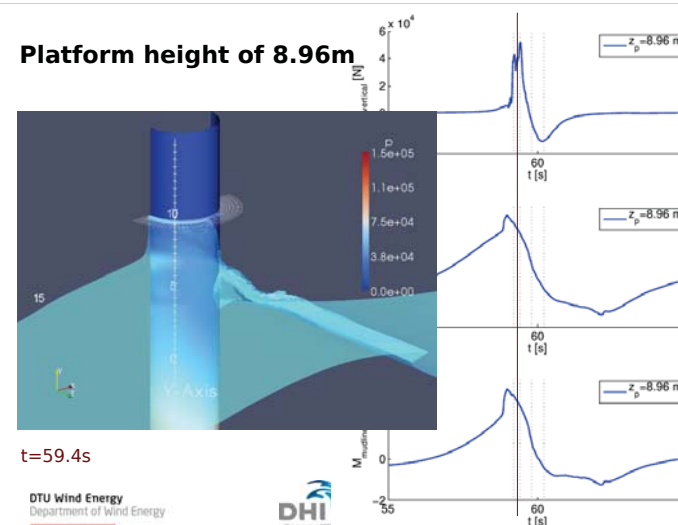 Platform height of 8.96m
6 x 10^4
4
2
vertical [N]
z_p=8.96 m
60
t [s]
p
1.5e+05
1.1e+05
7.5e+04
3.8e+04
0.0e+00
10
5
0
15
Y-Axis
z_p=8.96 m
60
t [s]
z_p=8.96 m
M_mudline
0
-2
55
60
t [s]
t=59.4s
DTU Wind Energy
Department of Wind Energy
DHI